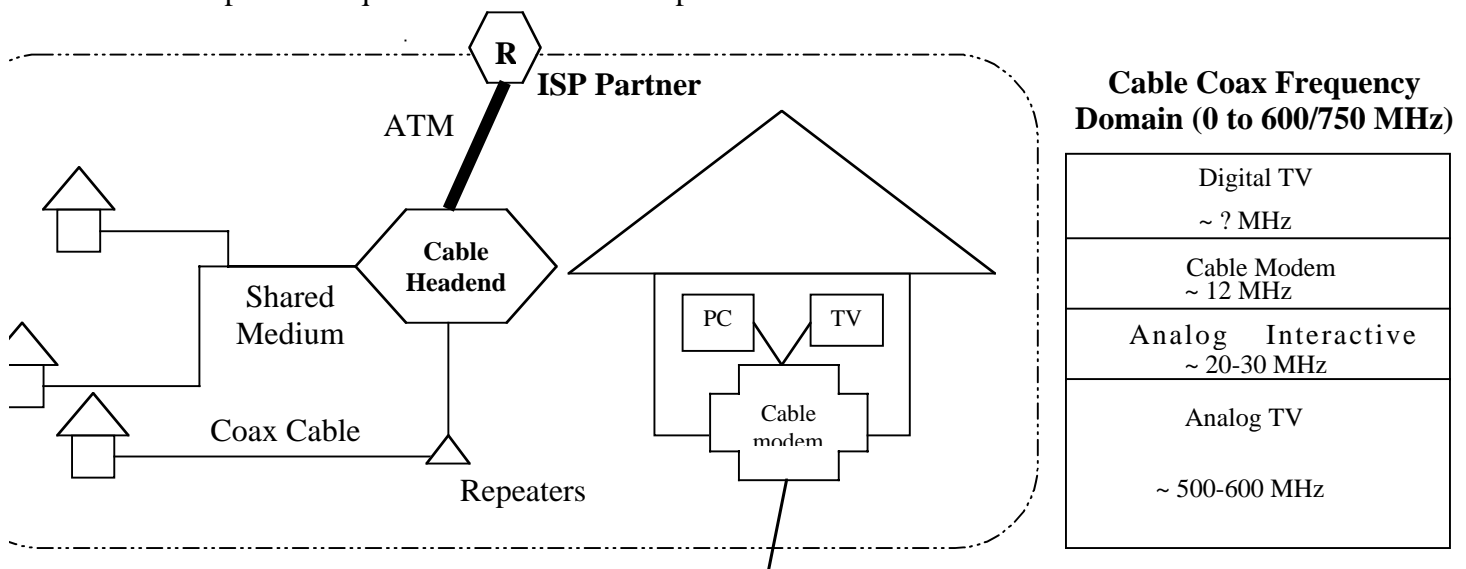 R
ISP Partner
ATM
Cable
Headend
Shared
Medium
Coax Cable
Repeaters
PC
TV
Cable
modem
Cable Coax Frequency
Domain (0 to 600/750 MHz)
Digital TV
~ ? MHz
Cable Modem
~ 12 MHz
Analog Interactive
~ 20-30 MHz
Analog TV
~ 500-600 MHz